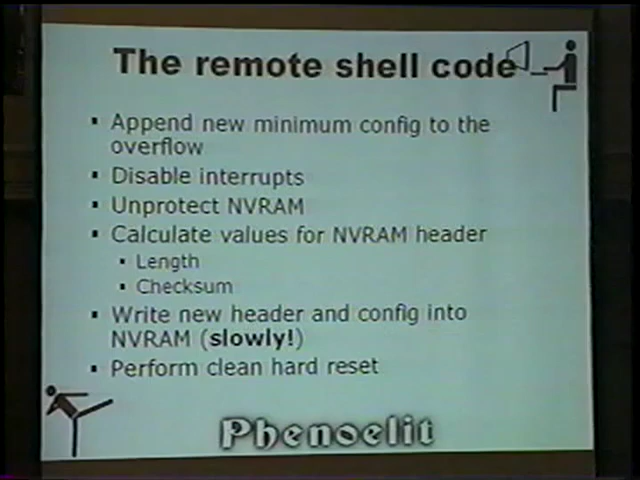 The remote shell code
▪ Append new minimum config to the
overflow
▪ Disable interrupts
▪ Unprotect NVRAM
▪ Calculate values for NVRAM header
▪ Length
▪ Checksum
▪ Write new header and config into
NVRAM (slowly!)
▪ Perform clean hard reset
Phenoelit